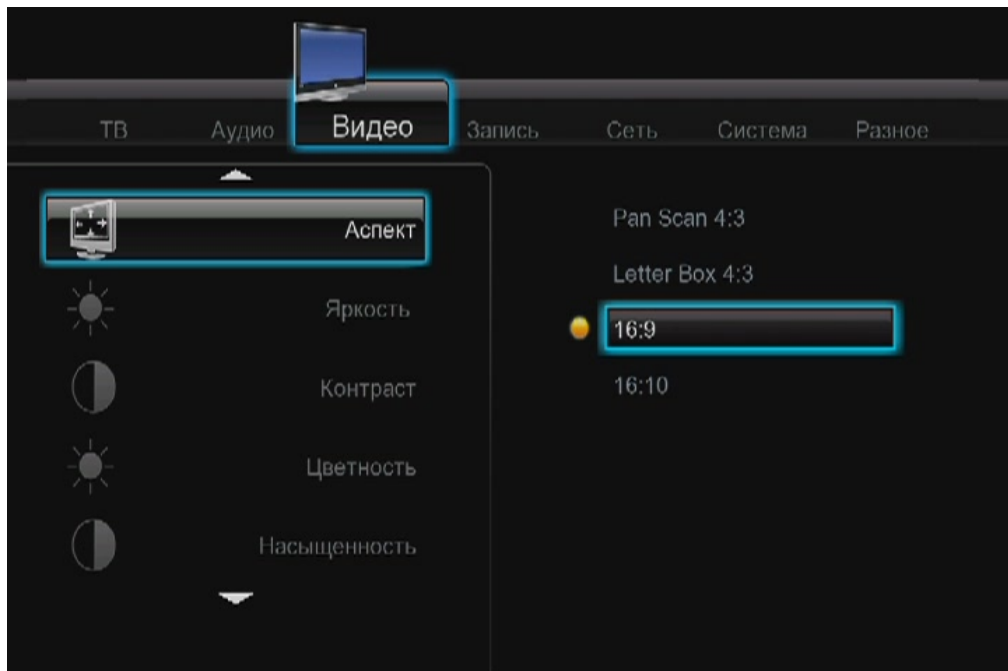 ТВ Аудио Видео Запись Сеть Система Разное
Аспект
Яркость
Контраст
Цветность
Насыщенность
Pan Scan 4:3
Letter Box 4:3
16:9
16:10